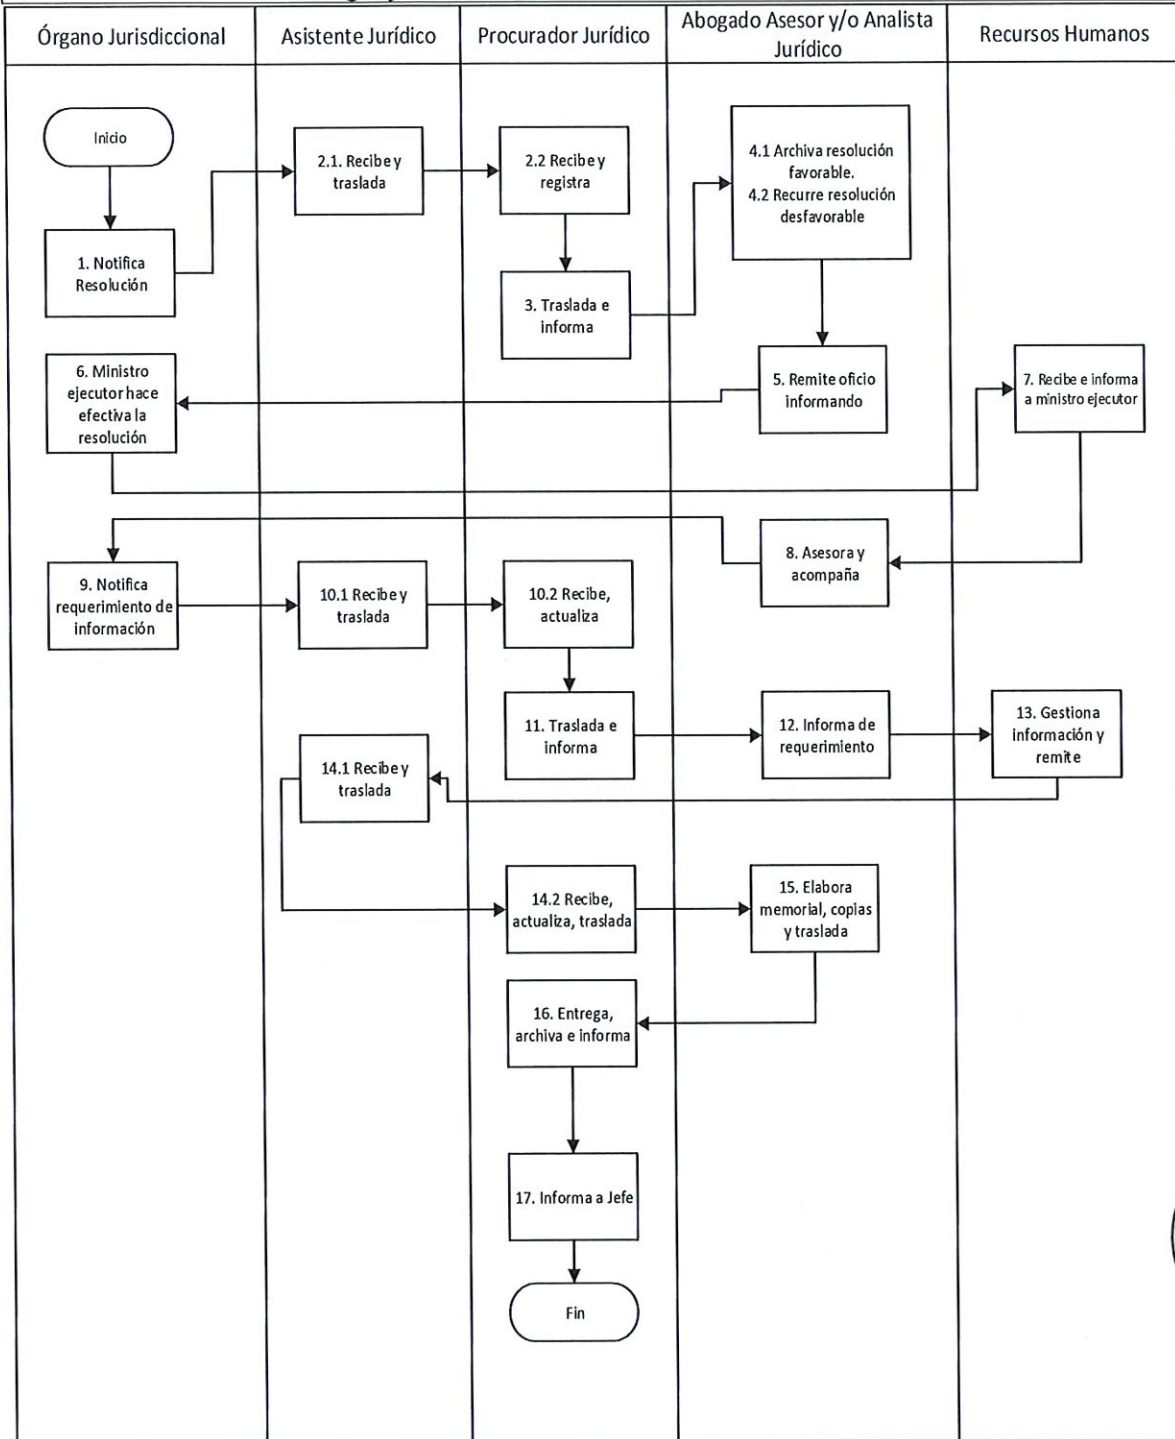 Órgano Jurisdiccional
Asistente Jurídico
Procurador Jurídico
Abogado Asesor y/o Analista
Jurídico
Recursos Humanos
Inicio
1. Notifica
Resolución
2.1. Recibe y
traslada
2.2 Recibe y
registra
3. Traslada e
informa
4.1 Archiva resolución
favorable.
4.2 Recurre resolución
desfavorable
5. Remite oficio
informando
6. Ministro
ejecutor hace
efectiva la
resolución
7. Recibe e informa
a ministro ejecutor
8. Asesora y
acompaña
9. Notifica
requerimiento de
información
10.1 Recibe y
traslada
10.2 Recibe,
actualiza
11. Traslada e
informa
12. Informa de
requerimiento
13. Gestiona
información y
remite
14.1 Recibe y
traslada
14.2 Recibe,
actualiza, traslada
15. Elabora
memorial, copias
y traslada
16. Entrega,
archiva e informa
17. Informa a Jefe
Fin